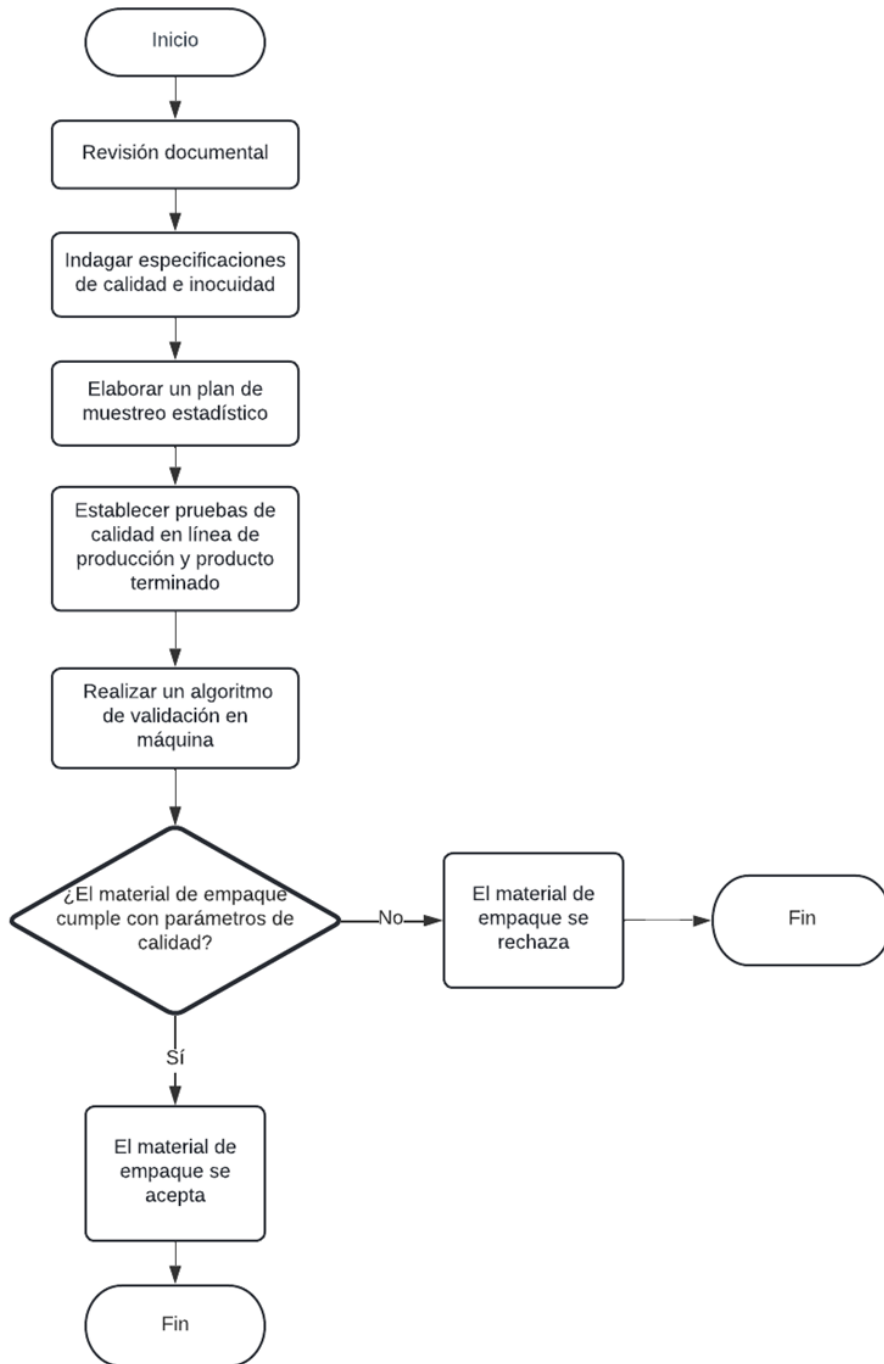 Inicio
Revisión documental
Indagar especificaciones
de calidad e inocuidad
Elaborar un plan de
muestreo estadístico
Establecer pruebas de
calidad en línea de
producción y producto
terminado
Realizar un algoritmo
de validación en
máquina
¿El material de empaque
cumple con parámetros de
calidad?
No
El material de
empaque se
rechaza
Fin
Sí
El material de
empaque se
acepta
Fin